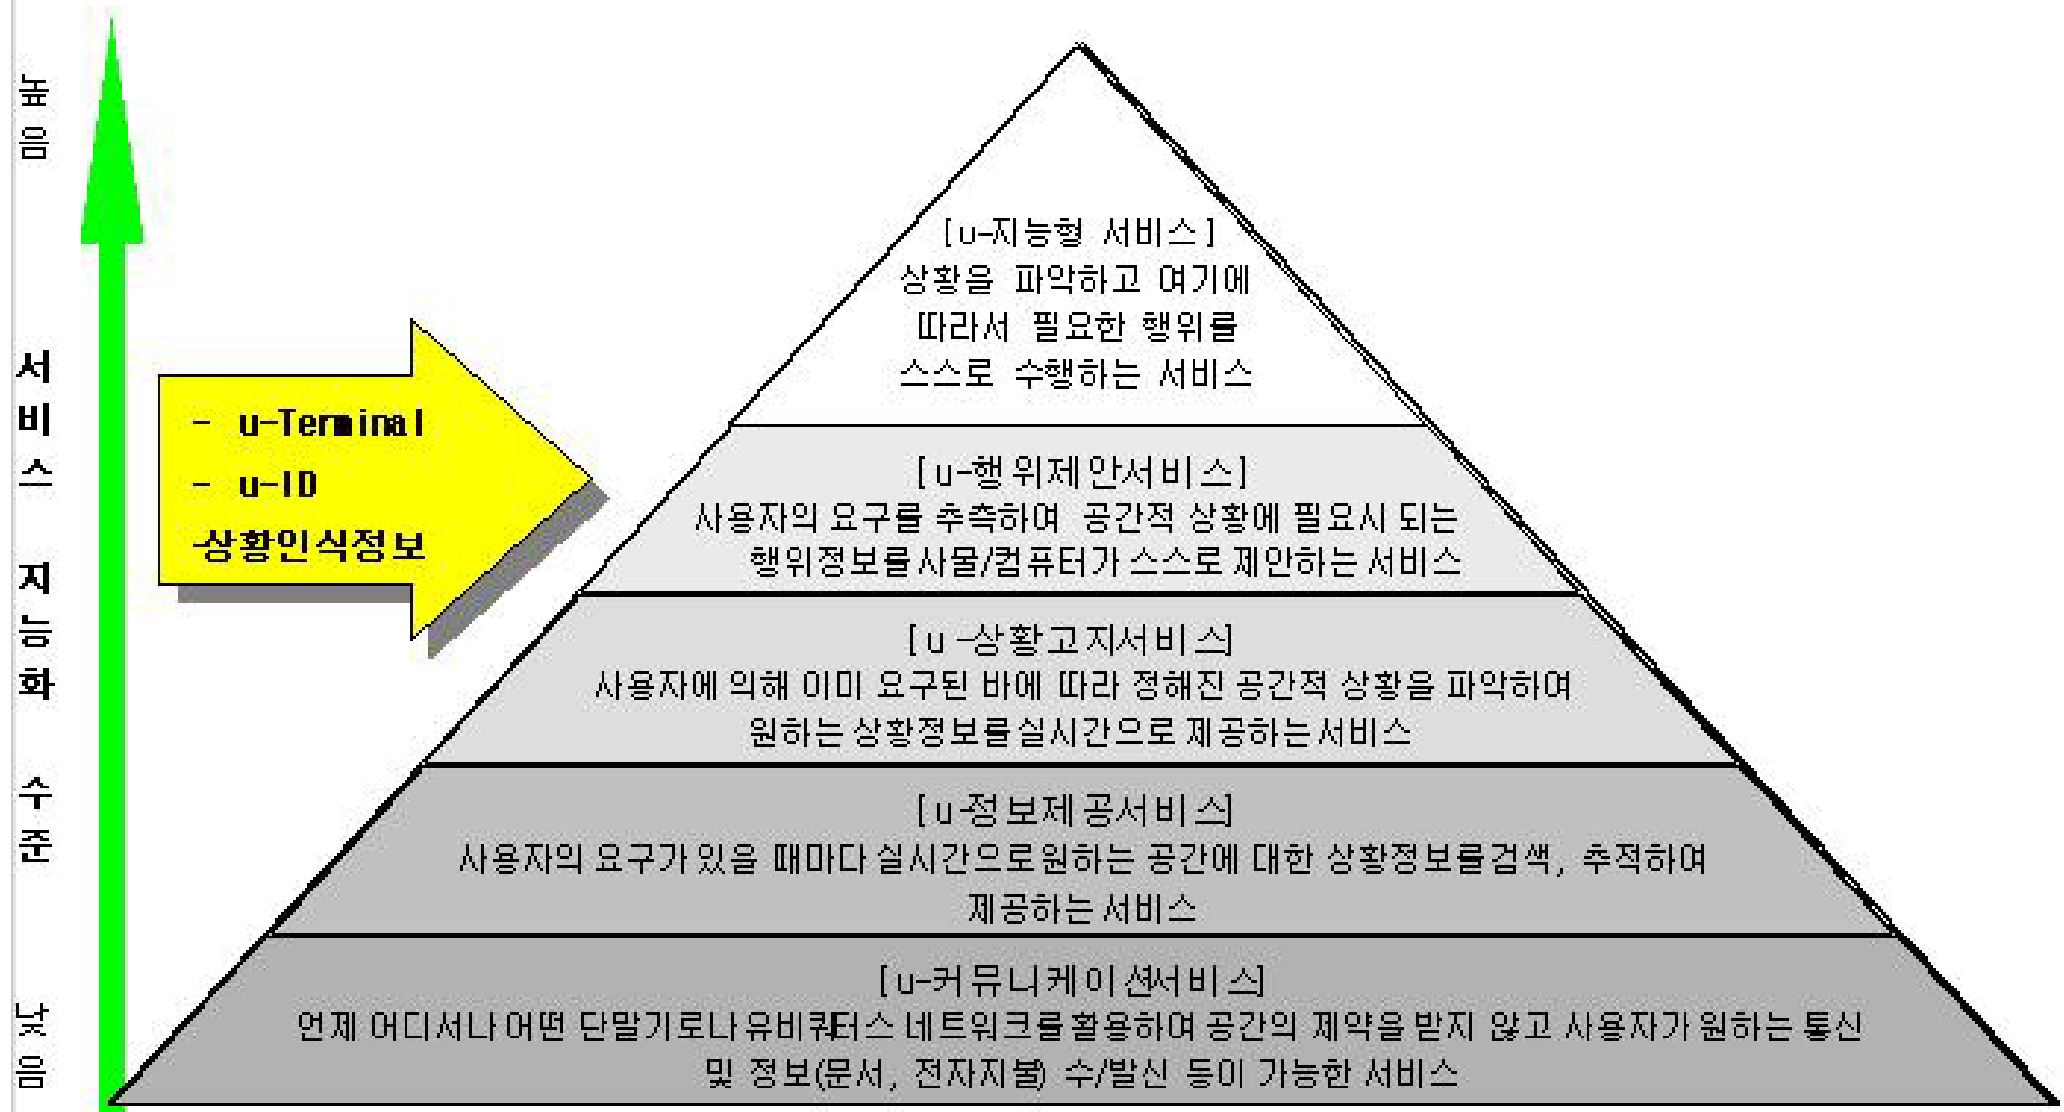 높음
서비스 지능화 수준
낮음
- u-Terminal
- u-ID
-상황인식정보
[u-지능형 서비스]
상황을 파악하고 여기에
따라서 필요한 행위를
스스로 수행하는 서비스
[u-행위제안서비스]
사용자의 요구를 추측하여 공간적 상황에 필요시 되는
행위정보를 사물/컴퓨터가 스스로 제안하는 서비스
[u-상황고지서비스]
사용자에 의해 이미 요구된 바에 따라 정해진 공간적 상황을 파악하여
원하는 상황정보를 실시간으로 제공하는 서비스
[u-정보제공서비스]
사용자의 요구가 있을 때마다 실시간으로 원하는 공간에 대한 상황정보를 검색, 추적하여
제공하는 서비스
[u-커뮤니케이션서비스]
언제 어디서나 어떤 단말기로나 유비쿼터스 네트워크를 활용하여 공간의 제약을 받지 않고 사용자가 원하는 통신
및 정보(문서, 전자지불) 수/발신 등이 가능한 서비스